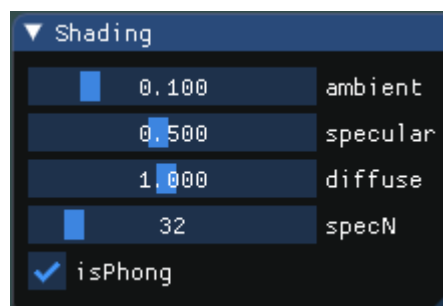 Shading
0.100 ambient
0.500 specular
1.000 diffuse
32 specN
isPhong